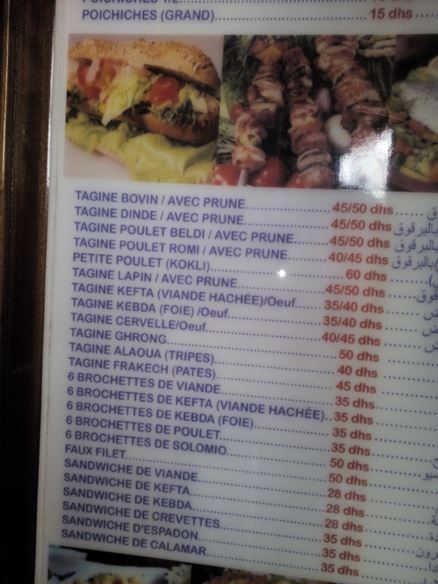 POICHICHES (GRAND)..........15 dhs
TAGINE BOVIN / AVEC PRUNE..........45/50 dhs
TAGINE DINDE / AVEC PRUNE..........45/50 dhs
TAGINE POULET BELDI / AVEC PRUNE..........45/50 dhs بالبرقوق
TAGINE POULET ROMI / AVEC PRUNE..........40/45 dhs بالبرقوق
PETITE POULET (KOKLI)..........60 dhs
TAGINE LAPIN / AVEC PRUNE..........45/50 dhs
TAGINE KEFTA (VIANDE HACHÉE)/Oeuf..........35/40 dhs
TAGINE KEBDA (FOIE) /Oeuf..........35/40 dhs
TAGINE CERVELLE/Oeuf..........40/45 dhs
TAGINE GHRONG..........50 dhs
TAGINE ALAOUA (TRIPES)..........40 dhs
TAGINE FRAKECH (PATES)..........45 dhs
6 BROCHETTES DE VIANDE..........35 dhs
6 BROCHETTES DE KEFTA (VIANDE HACHÉE)..35 dhs
6 BROCHETTES DE KEBDA (FOIE)..........35 dhs
6 BROCHETTES DE POULET..........35 dhs
6 BROCHETTES DE SOLOMIO..........50 dhs
FAUX FILET..........50 dhs
SANDWICHE DE VIANDE..........28 dhs
SANDWICHE DE KEFTA..........28 dhs
SANDWICHE DE KEBDA..........28 dhs
SANDWICHE DE CREVETTES..........35 dhs
SANDWICHE D'ESPADON..........35 dhs
SANDWICHE DE CALAMAR..........35 dhs